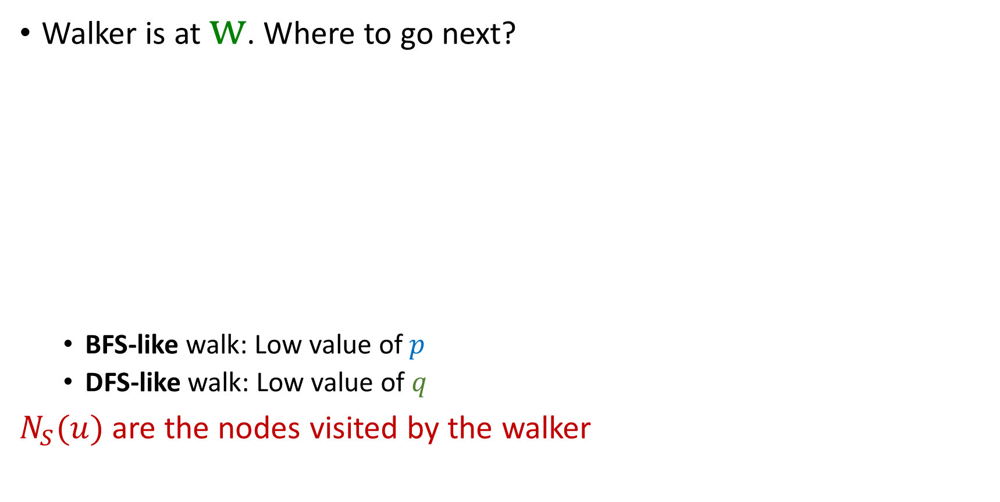 • Walker is at W. Where to go next?
• BFS-like walk: Low value of p
• DFS-like walk: Low value of q
N_S(u) are the nodes visited by the walker